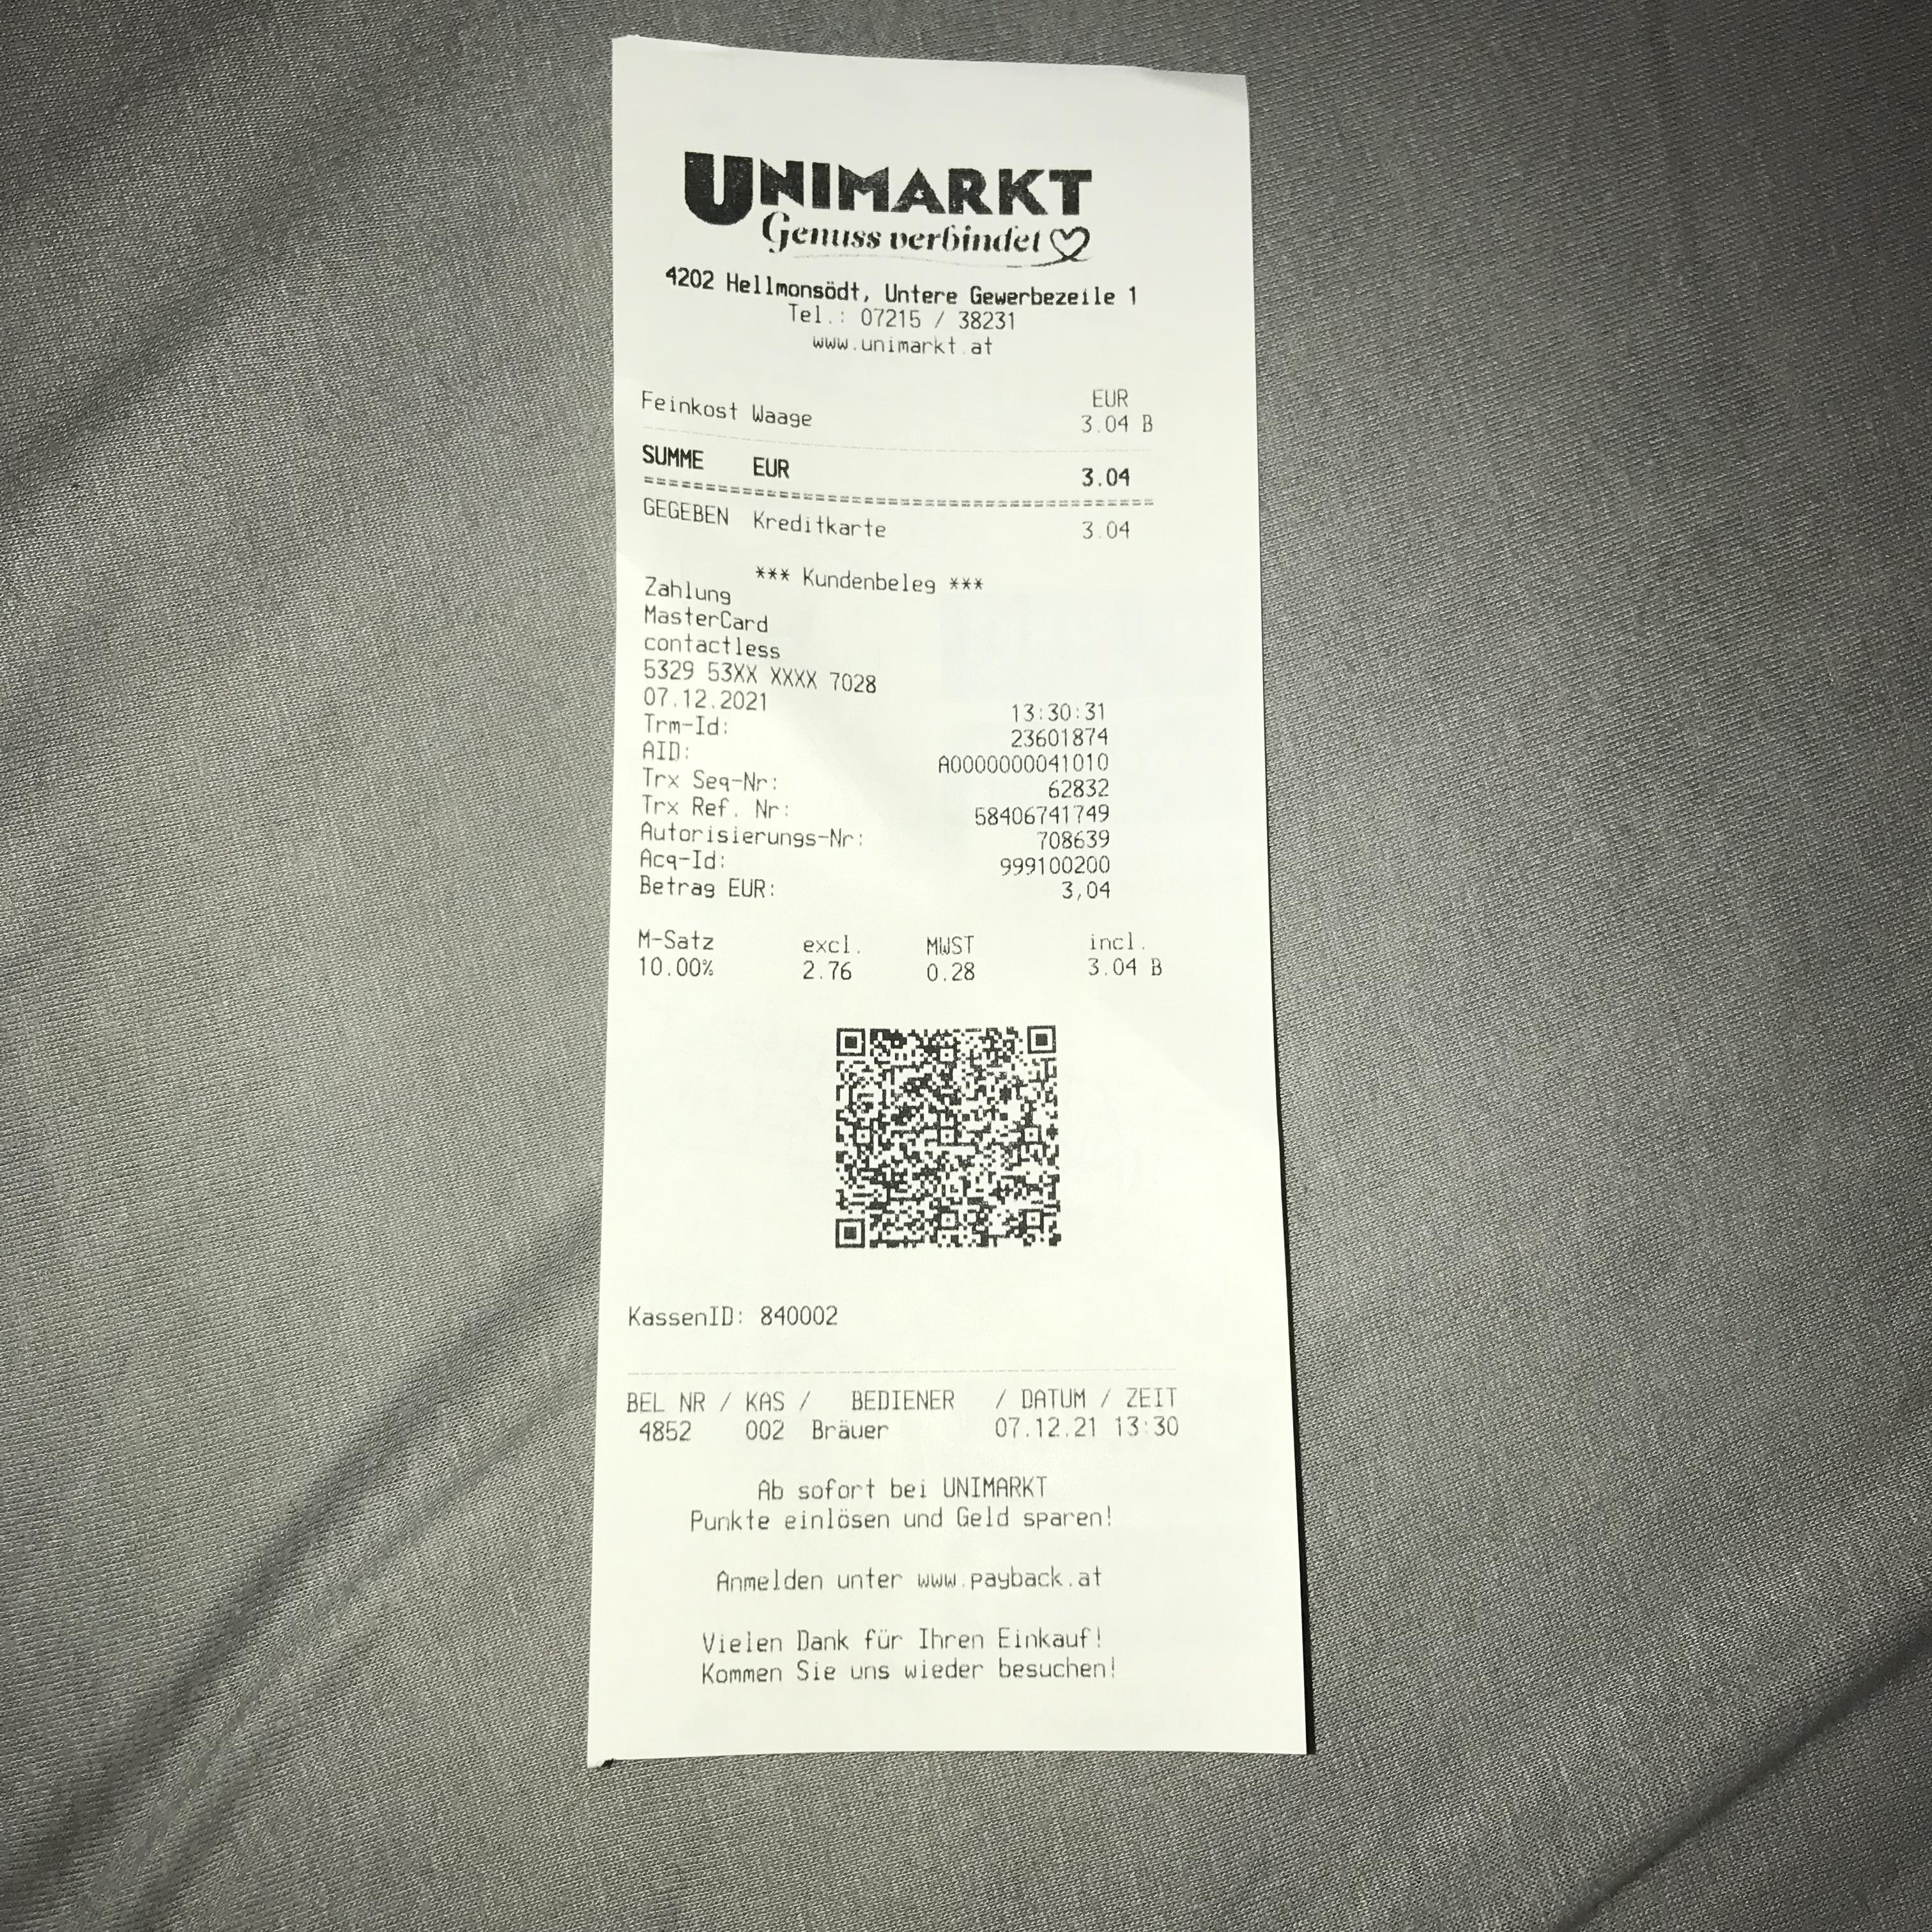 UNIMARKT
Genuss verbindet
4202 Hellmonsödt, Untere Gewerbezeile 1
Tel.: 07215 / 38231
www.unimarkt.at
EUR
Feinkost Waage 3.04 B
SUMME EUR 3.04
=========================================
GEGEBEN Kreditkarte 3.04
*** Kundenbeleg ***
Zahlung
MasterCard
contactless
5329 53XX XXXX 7028
07.12.2021 13:30:31
Trm-Id: 23601874
AID: A0000000041010
Trx Seq-Nr: 62832
Trx Ref. Nr: 58406741749
Autorisierungs-Nr: 708639
Acq-Id: 999100200
Betrag EUR: 3,04
M-Satz excl. MWST incl.
10.00% 2.76 0.28 3.04 B
KassenID: 840002
BEL NR / KAS / BEDIENER / DATUM / ZEIT
4852 002 Bräuer 07.12.21 13:30
Ab sofort bei UNIMARKT
Punkte einlösen und Geld sparen!
Anmelden unter www.payback.at
Vielen Dank für Ihren Einkauf!
Kommen Sie uns wieder besuchen!